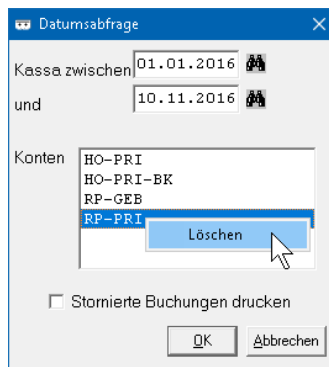 Datumsabfrage
Kassa zwischen 01.01.2016
und 10.11.2016
Konten
HO-PRI
HO-PRI-BK
RP-GEB
RP-PRI
Löschen
Stornierte Buchungen drucken
OK Abbrechen